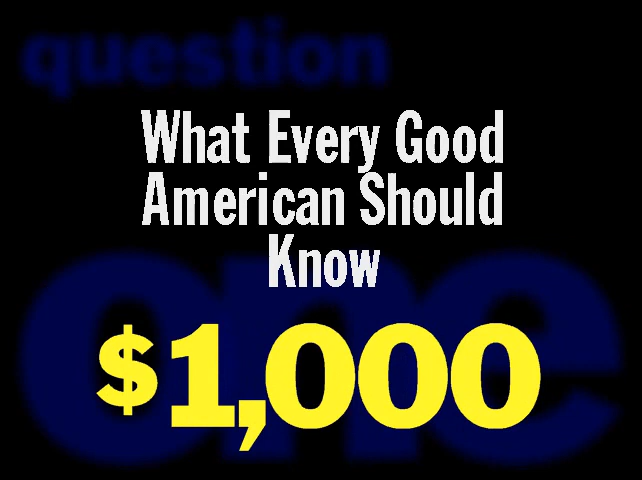 question
What Every Good
American Should
Know
one
$1,000